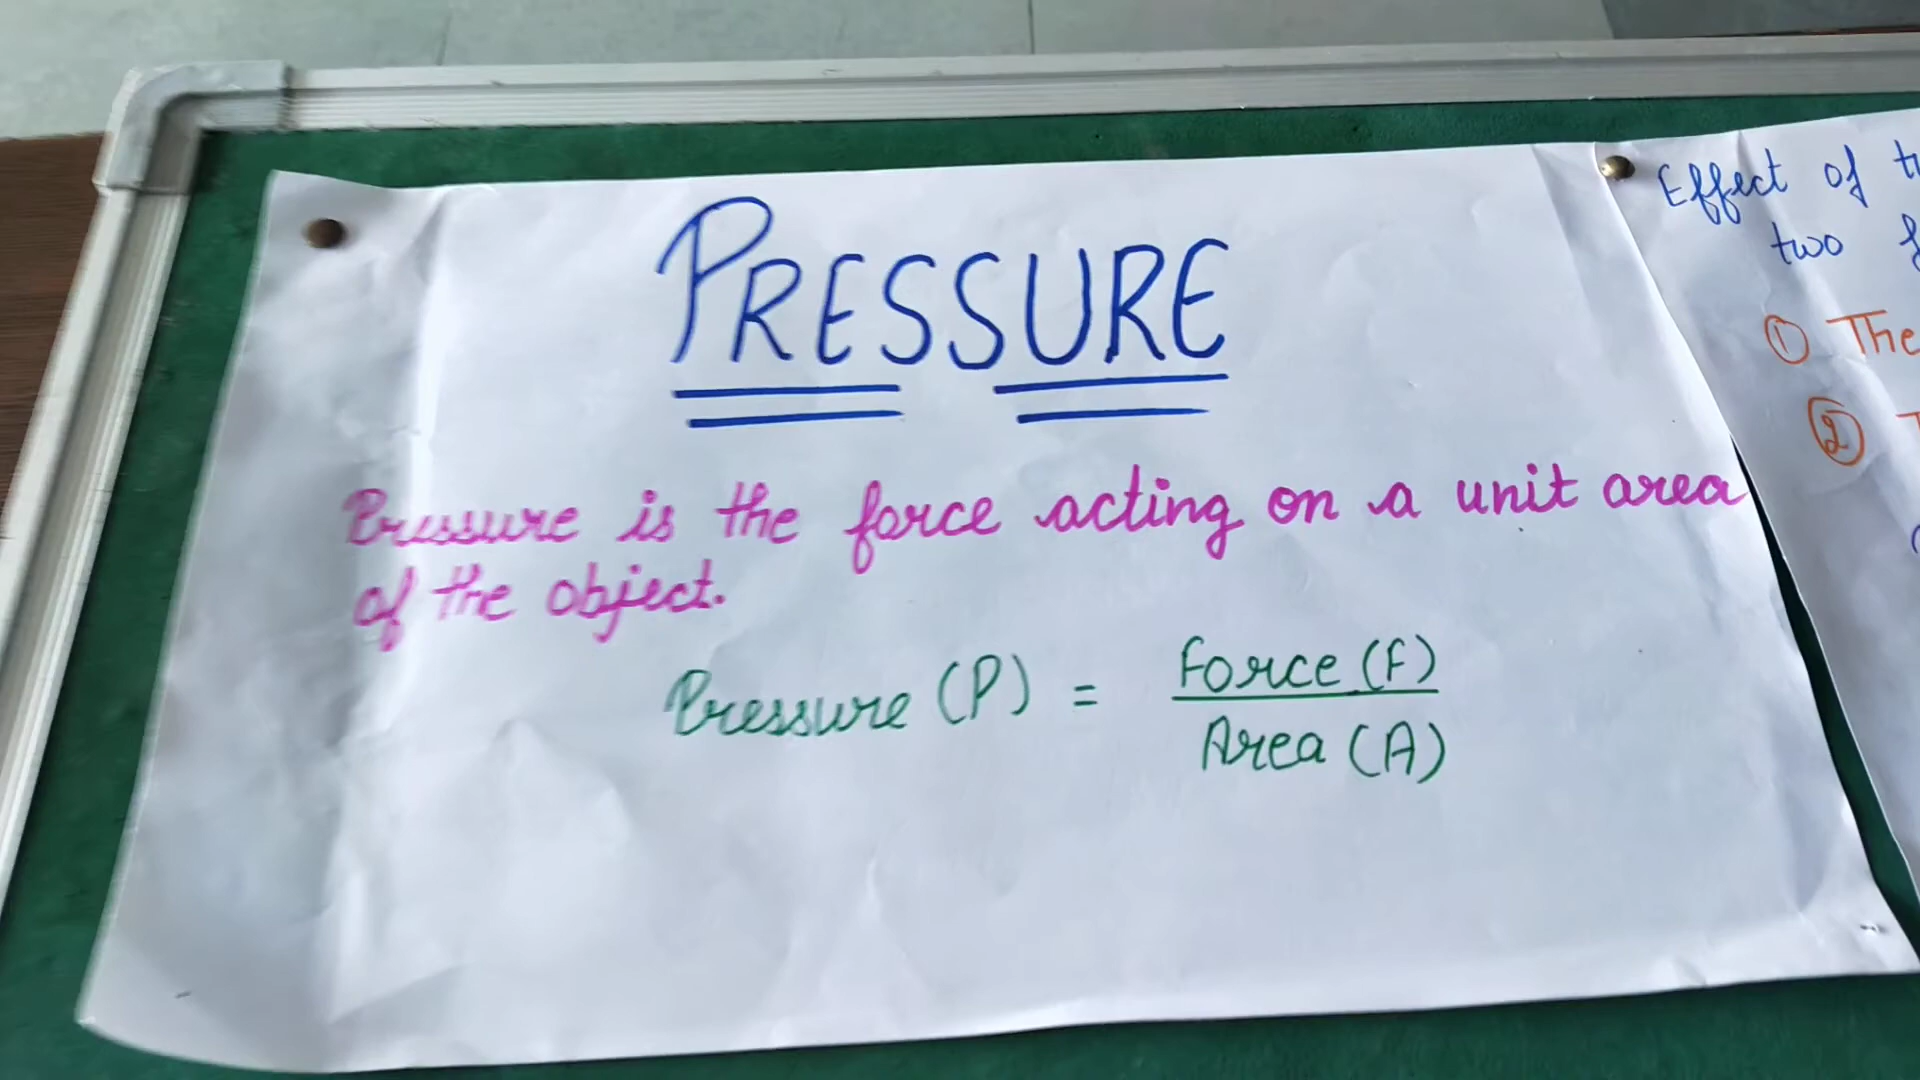 PRESSURE
Pressure is the force acting on a unit area
of the object.
Pressure (P) = Force (F)
Area (A)
Effect of
two
① The
②